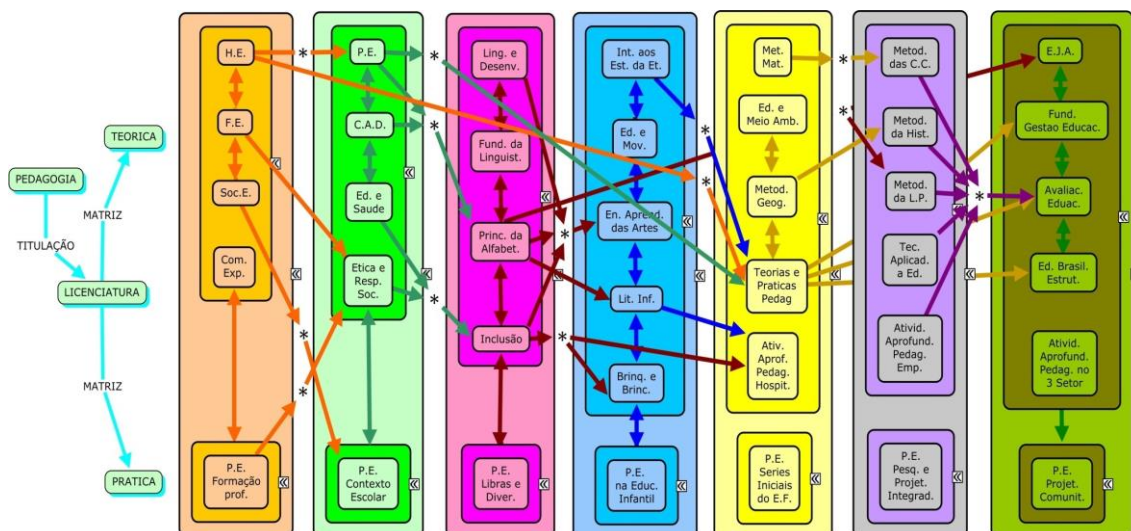 TEORICA
PEDAGOGIA
MATRIZ
TITULAÇÃO
LICENCIATURA
MATRIZ
PRATICA
H.E.
F.E.
Soc.E.
Com.
Exp.
P.E.
Formação
prof.
P.E.
C.A.D.
Ed. e
Saude
Etica e
Resp.
Soc.
P.E.
Contexto
Escolar
Ling. e
Desenv.
Fund. da
Linguist.
Princ. da
Alfabet.
Inclusão
P.E.
Libras e
Diver.
Int. aos
Est. da Et.
Ed. e
Mov.
En. Aprend.
das Artes
Lit. Inf.
Brinq. e
Brinc.
P.E.
na Educ.
Infantil
Met.
Mat.
Ed. e
Meio Amb.
Metod.
Geog.
Teorias e
Praticas
Pedag
Ativ.
Aprof.
Pedag.
Hospit.
P.E.
Series
Iniciais
do E.F.
Metod.
das C.C.
Metod.
da Hist.
Metod.
da L.P.
Tec.
Aplicad.
a Ed.
Ativid.
Aprofund.
Pedag.
Emp.
P.E.
Pesq. e
Projet.
Integrad.
E.J.A.
Fund.
Gestao Educac.
Avaliac.
Eduac.
Ed. Brasil.
Estrut.
Ativid.
Aprofund.
Pedag. no
3 Setor
P.E.
Projet.
Comunit.